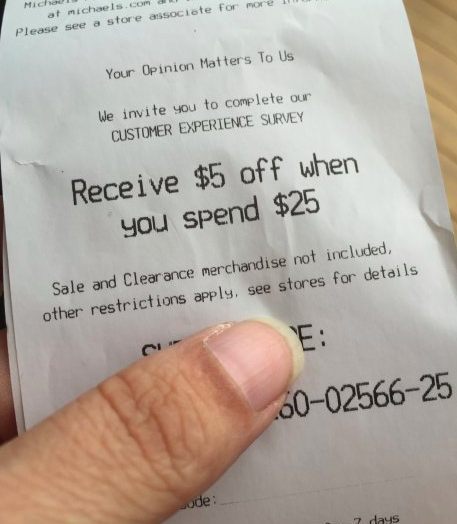 Michaels
at michaels.com and
Please see a store associate for more
Your Opinion Matters To Us
We invite you to complete our
CUSTOMER EXPERIENCE SURVEY
Receive $5 off when
you spend $25
Sale and Clearance merchandise not included,
other restrictions apply, see stores for details
E:
60-02566-25
ode:
7 days